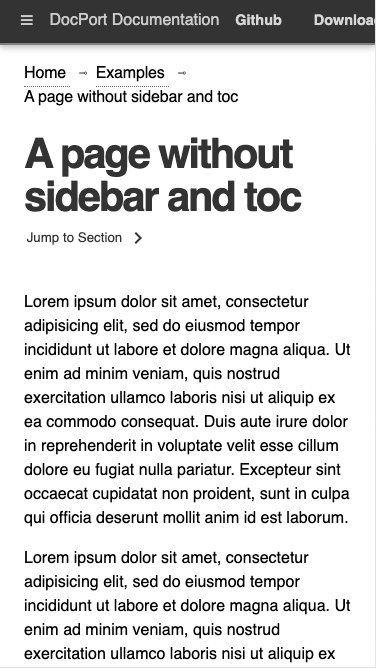 ≡ DocPort Documentation Github
Home ⊸ Examples ⊸
A page without sidebar and toc
A page without
sidebar and toc
Jump to Section
Lorem ipsum dolor sit amet, consectetur
adipisicing elit, sed do eiusmod tempor
incididunt ut labore et dolore magna aliqua. Ut
enim ad minim veniam, quis nostrud
exercitation ullamco laboris nisi ut aliquip ex
ea commodo consequat. Duis aute irure dolor
in reprehenderit in voluptate velit esse cillum
dolore eu fugiat nulla pariatur. Excepteur sint
occaecat cupidatat non proident, sunt in culpa
qui officia deserunt mollit anim id est laborum.
Lorem ipsum dolor sit amet, consectetur
adipisicing elit, sed do eiusmod tempor
incididunt ut labore et dolore magna aliqua. Ut
enim ad minim veniam, quis nostrud
exercitation ullamco laboris nisi ut aliquip ex